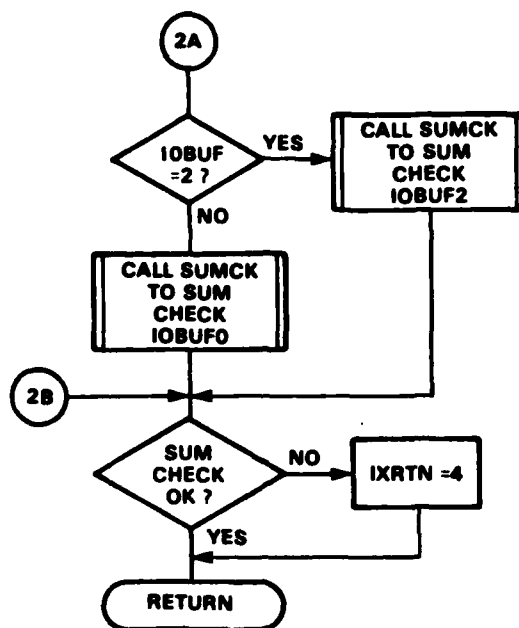 2A
IOBUF
=2 ?
YES
CALL SUMCK
TO SUM
CHECK
IOBUF2
NO
CALL SUMCK
TO SUM
CHECK
IOBUF0
2B
SUM
CHECK
OK ?
NO
IXRTN =4
YES
RETURN